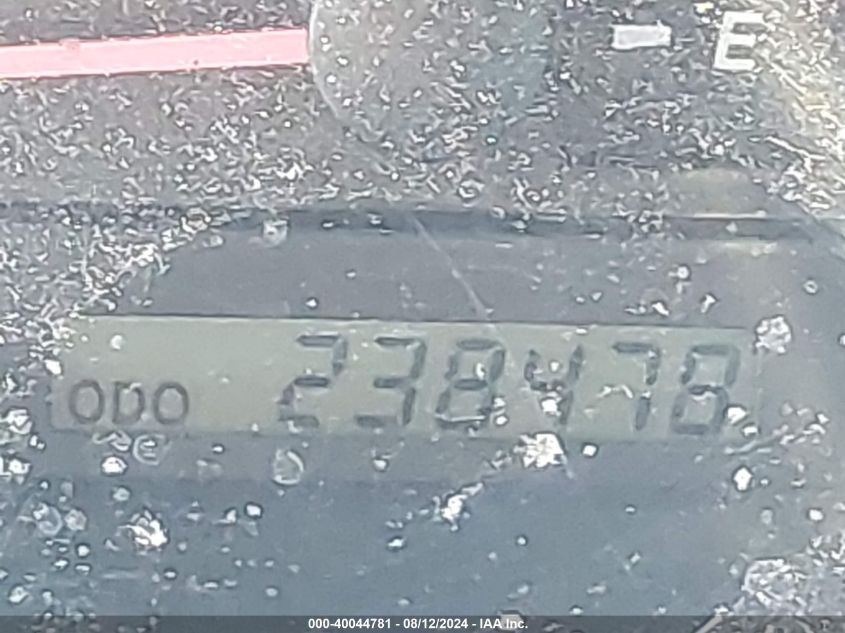 E
ODO 238478
000-40044781 - 08/12/2024 - IAA Inc.